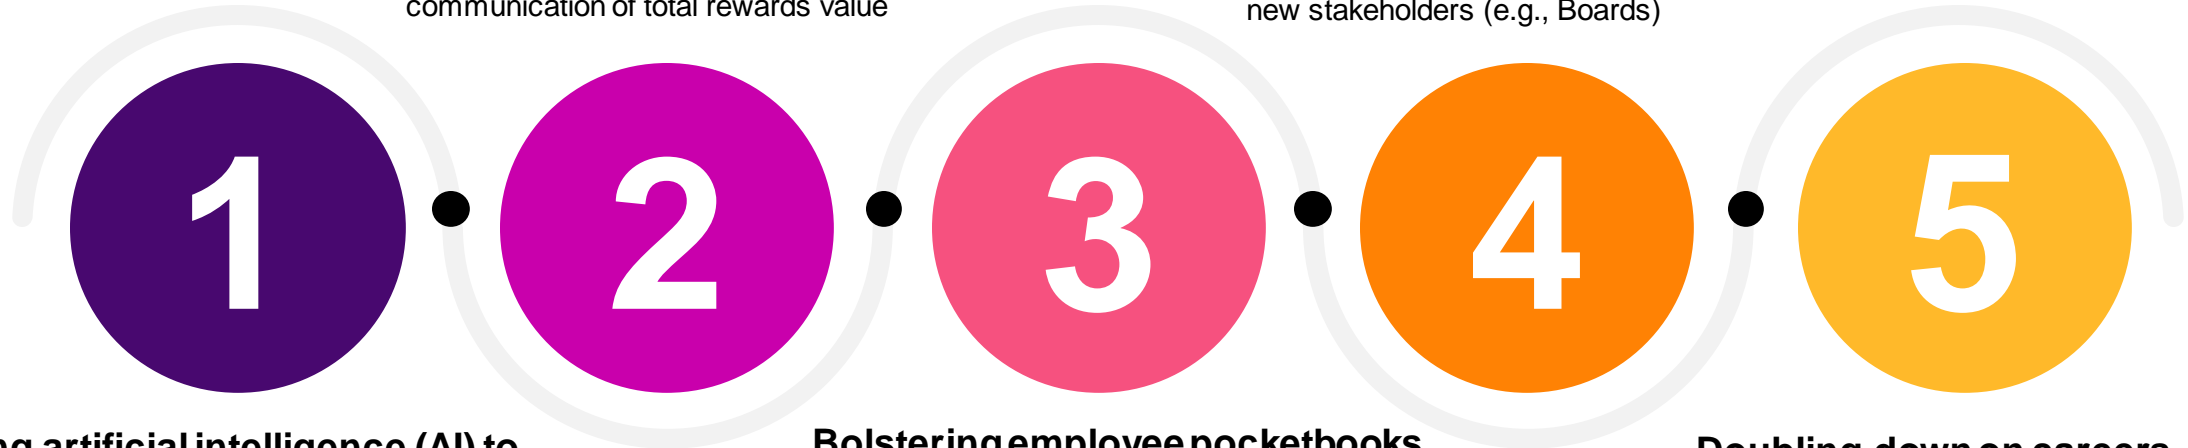 communication of total rewards value
new stakeholders (e.g., Boards)
1
2
3
4
5
artificial intelligence (AI) to
Bolstering employee pocketbooks
Doubling-down on careers